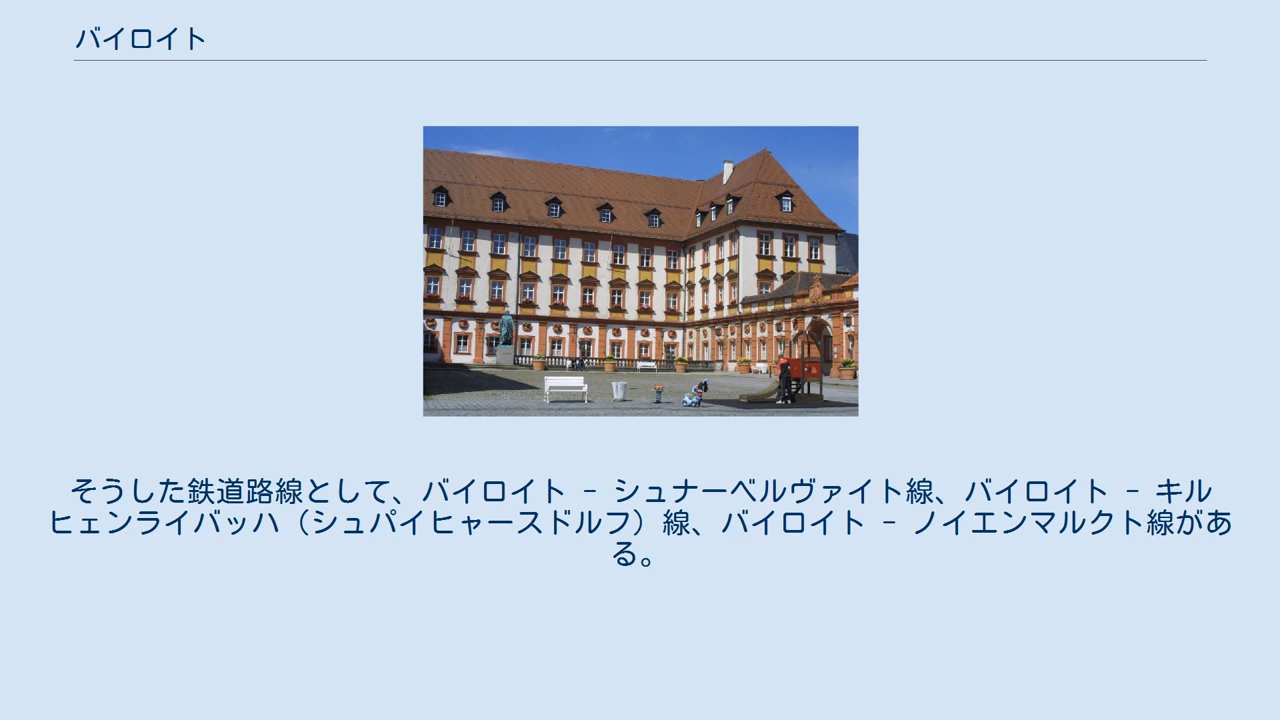 バイロイト
そうした鉄道路線として、バイロイト － シュナーベルヴァイト線、バイロイト － キル
ヒェンライバッハ（シュパイヒャースドルフ）線、バイロイト － ノイエンマルクト線があ
る。